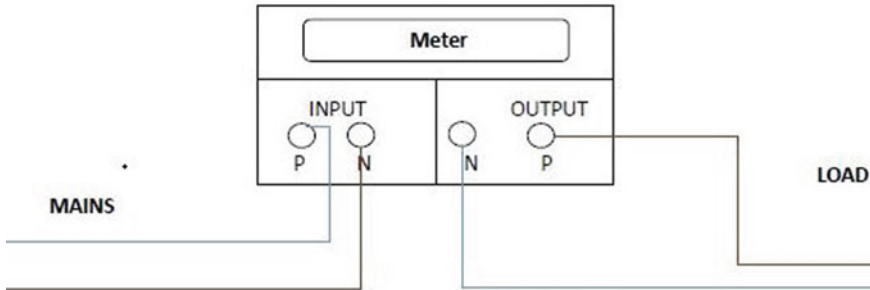 Meter
INPUT
OUTPUT
P
N
N
P
MAINS
LOAD